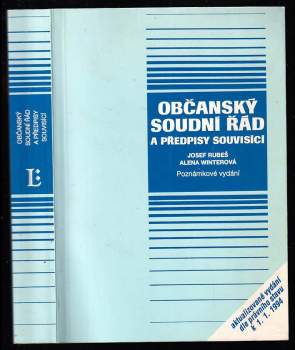 OBČANSKÝ
SOUDNÍ ŘÁD
A PŘEDPISY
SOUVISÍCÍ
L:
OBČANSKÝ
SOUDNÍ ŘÁD
A PŘEDPISY SOUVISÍCÍ
JOSEF RUBEŠ
ALENA WINTEROVÁ
Poznámkové vydání
aktualizované vydání
dle právního stavu
k 1. 1. 1994